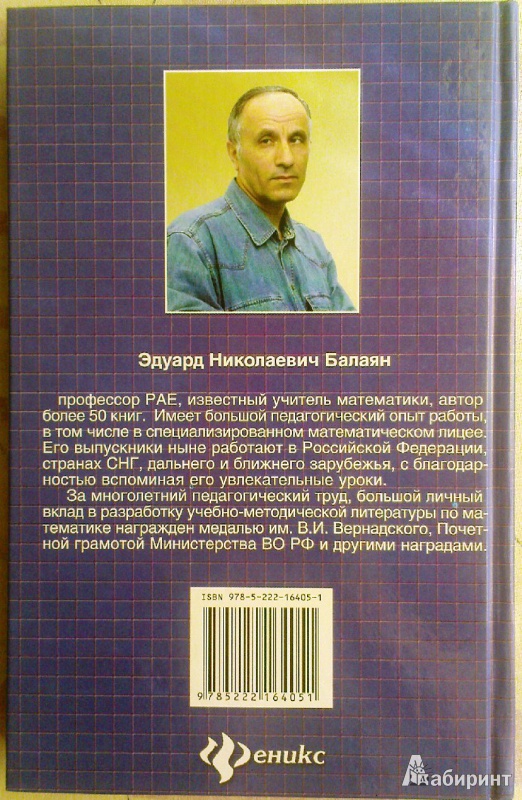 Эдуард Николаевич Балаян
профессор РАЕ, известный учитель математики, автор
более 50 книг. Имеет большой педагогический опыт работы,
в том числе в специализированном математическом лицее.
Его выпускники ныне работают в Российской Федерации,
странах СНГ, дальнего и ближнего зарубежья, с благодар-
ностью вспоминая его увлекательные уроки.
За многолетний педагогический труд, большой личный
вклад в разработку учебно-методической литературы по ма-
тематике награжден медалью им. В.И. Вернадского, Почет-
ной грамотой Министерства ВО РФ и другими наградами.
ISBN 978-5-222-16405-1
9 785222 164051
Феникс
Лабиринт